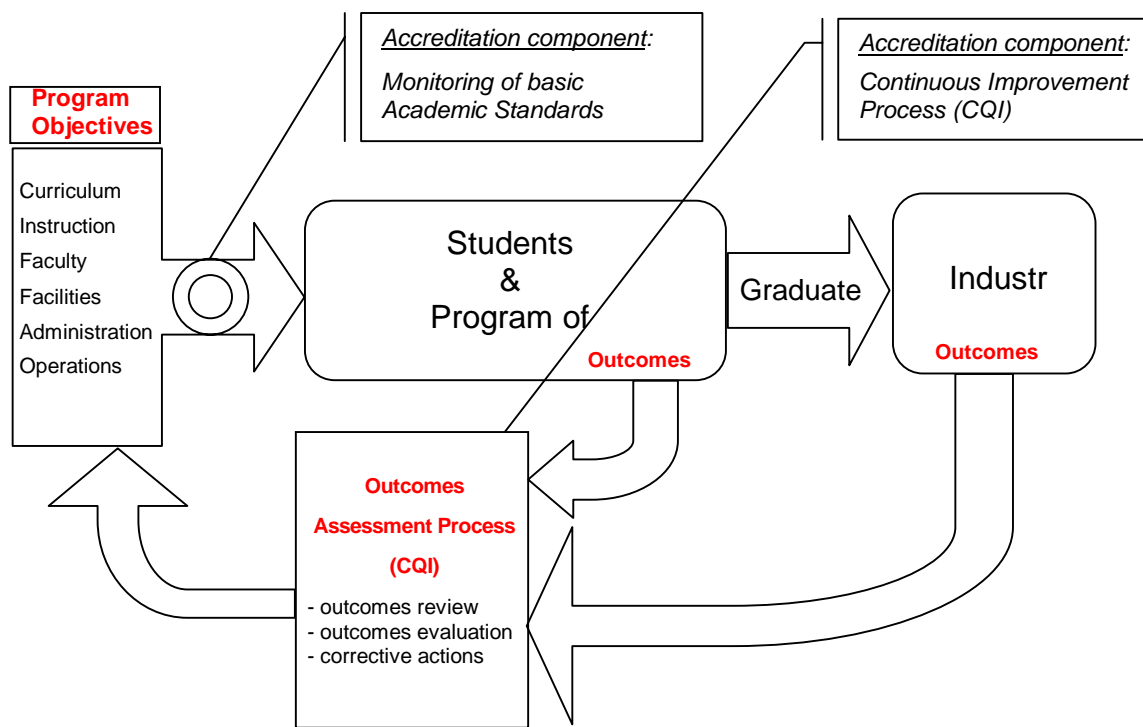 Accreditation component:
Monitoring of basic
Academic Standards
Accreditation component:
Continuous Improvement
Process (CQI)
Program
Objectives
Curriculum
Instruction
Faculty
Facilities
Administration
Operations
Students
&
Program of
Outcomes
Graduate
Industr
Outcomes
Outcomes
Assessment Process
(CQI)
- outcomes review
- outcomes evaluation
- corrective actions